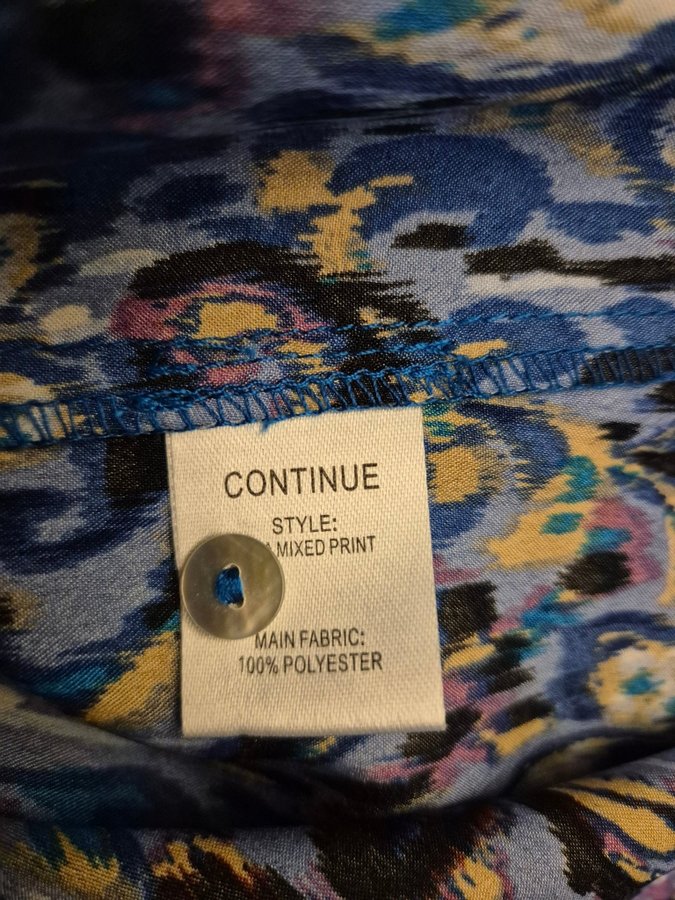 CONTINUE
STYLE:
MIXED PRINT
MAIN FABRIC:
100% POLYESTER